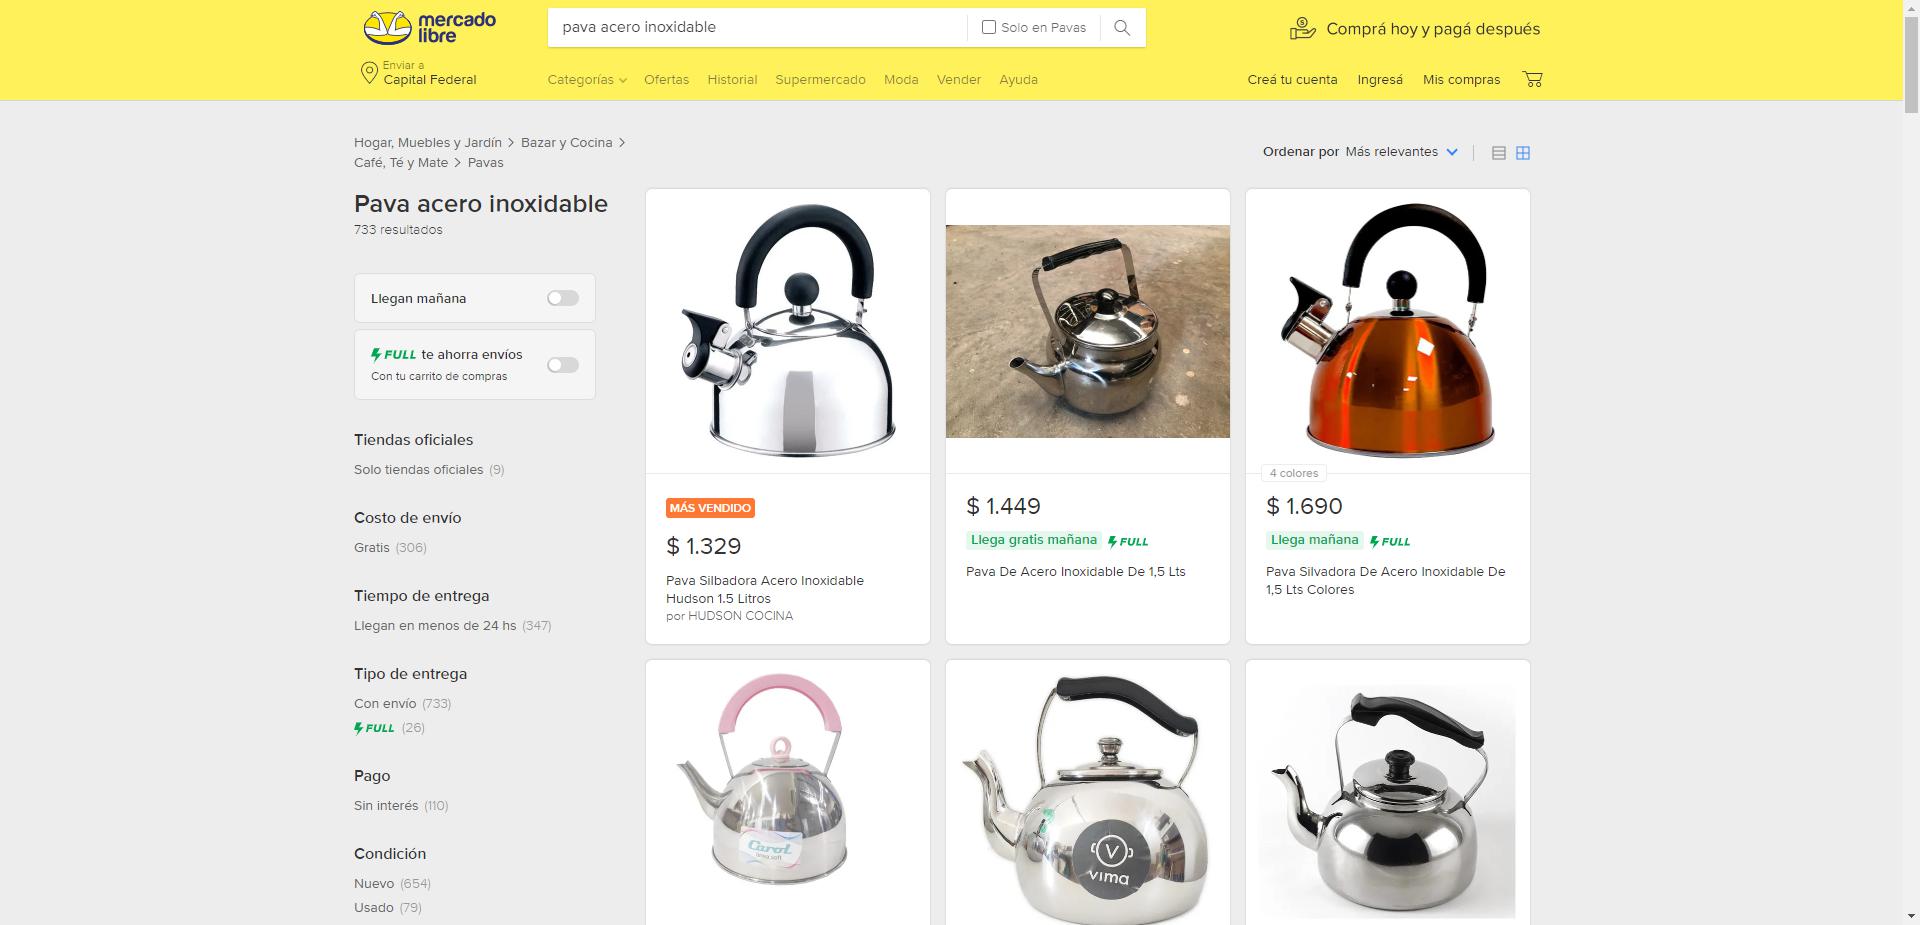 mercado
libre
pava acero inoxidable
Solo en Pavas
Comprá hoy y pagá después
Enviar a
Capital Federal
Categorías
Ofertas
Historial
Supermercado
Moda
Vender
Ayuda
Creá tu cuenta
Ingresá
Mis compras
Hogar, Muebles y Jardín > Bazar y Cocina >
Café, Té y Mate > Pavas
Ordenar por Más relevantes
Pava acero inoxidable
733 resultados
Llegan mañana
FULL te ahorra envíos
Con tu carrito de compras
Tiendas oficiales
Solo tiendas oficiales (9)
Costo de envío
Gratis (306)
Tiempo de entrega
Llegan en menos de 24 hs (347)
Tipo de entrega
Con envío (733)
FULL (26)
Pago
Sin interés (110)
Condición
Nuevo (654)
Usado (79)
MÁS VENDIDO
$ 1.329
Pava Silbadora Acero Inoxidable
Hudson 1.5 Litros
por HUDSON COCINA
$ 1.449
Llega gratis mañana FULL
Pava De Acero Inoxidable De 1,5 Lts
4 colores
$ 1.690
Llega mañana FULL
Pava Silvadora De Acero Inoxidable De
1,5 Lts Colores
Carol
V
vima